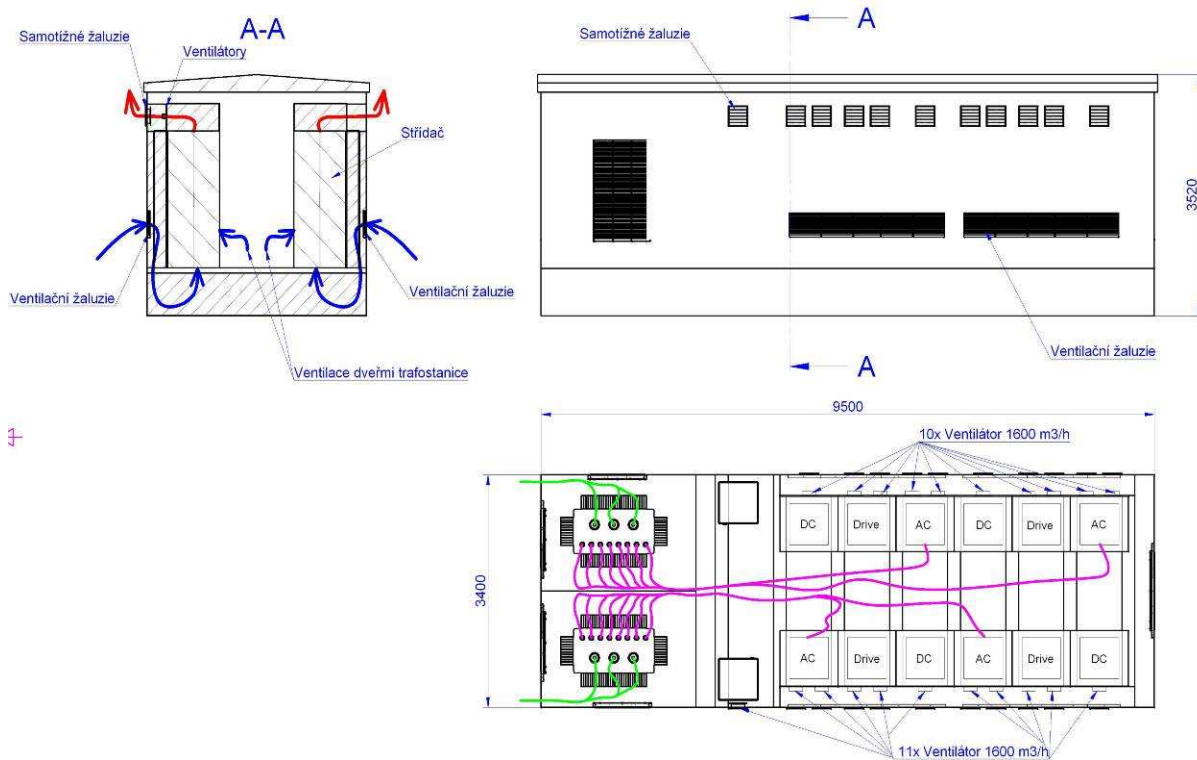 A-A
Samotížné žaluzie
Ventilátory
Střídač
Ventilační žaluzie
Ventilační žaluzie
Ventilace dveřmi trafostanice
A
Samotížné žaluzie
3520
Ventilační žaluzie
A
9500
10x Ventilátor 1600 m3/h
3400
DC Drive AC DC Drive AC
AC Drive DC AC Drive DC
11x Ventilátor 1600 m3/h